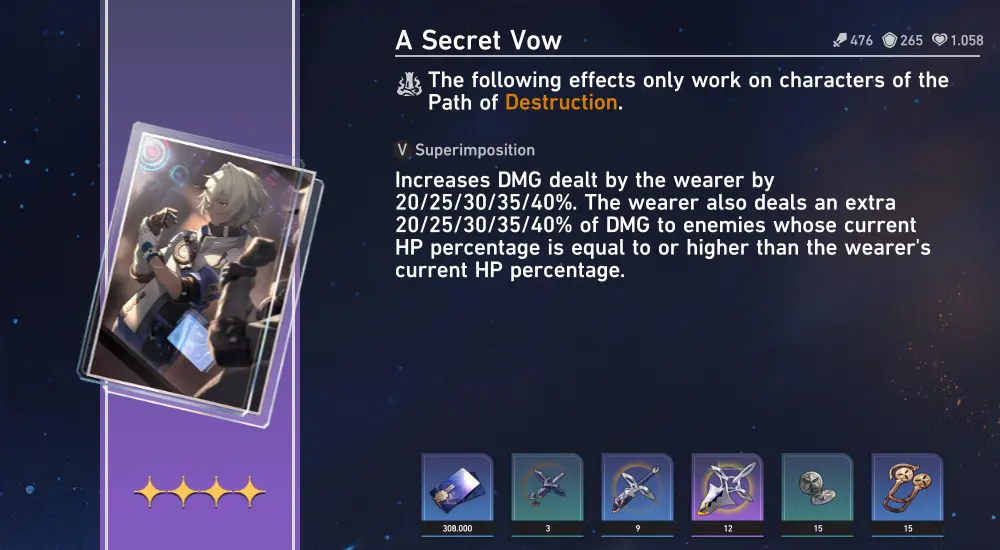 A Secret Vow
476 265 1.058
The following effects only work on characters of the
Path of Destruction.
V Superimposition
Increases DMG dealt by the wearer by
20/25/30/35/40%. The wearer also deals an extra
20/25/30/35/40% of DMG to enemies whose current
HP percentage is equal to or higher than the wearer's
current HP percentage.
308.000 3 9 12 15 15